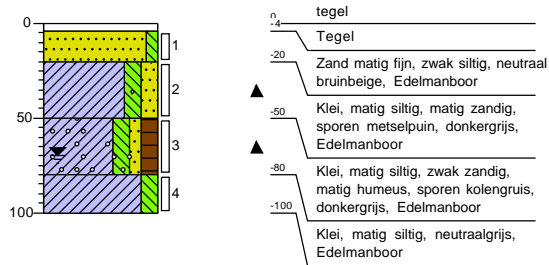 0
50
100
1
2
3
4
0
tegel
-4
Tegel
-20
Zand matig fijn, zwak siltig, neutraal
bruinbeige, Edelmanboor
-50
Klei, matig siltig, matig zandig,
sporen metselpuin, donkergrijs,
Edelmanboor
-80
Klei, matig siltig, zwak zandig,
matig humeus, sporen kolengruis,
donkergrijs, Edelmanboor
-100
Klei, matig siltig, neutraalgrijs,
Edelmanboor